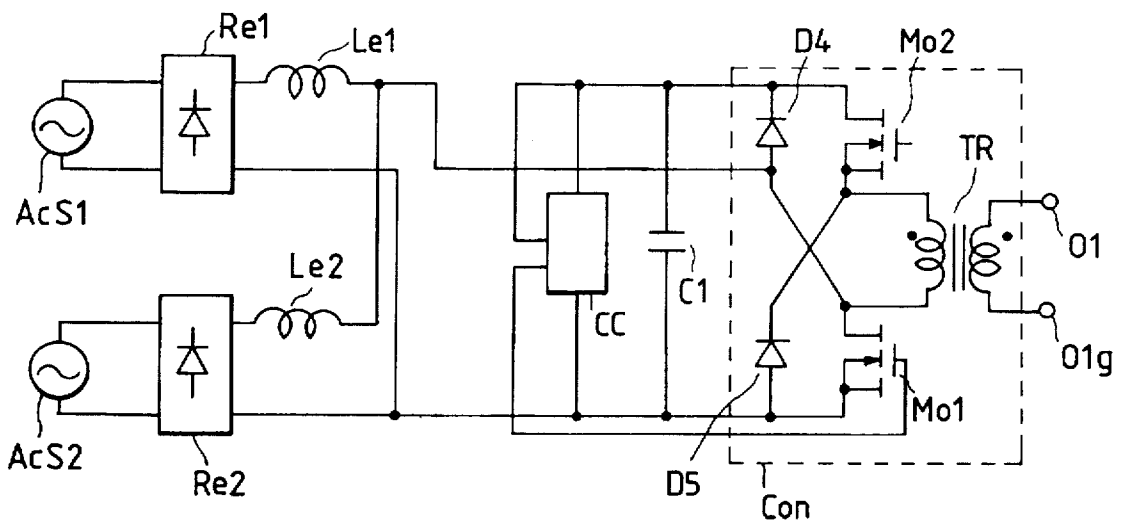 Re1
Le1
D4
Mo2
TR
AcS1
O1
Le2
C1
CC
O1g
Mo1
AcS2
Re2
D5
Con